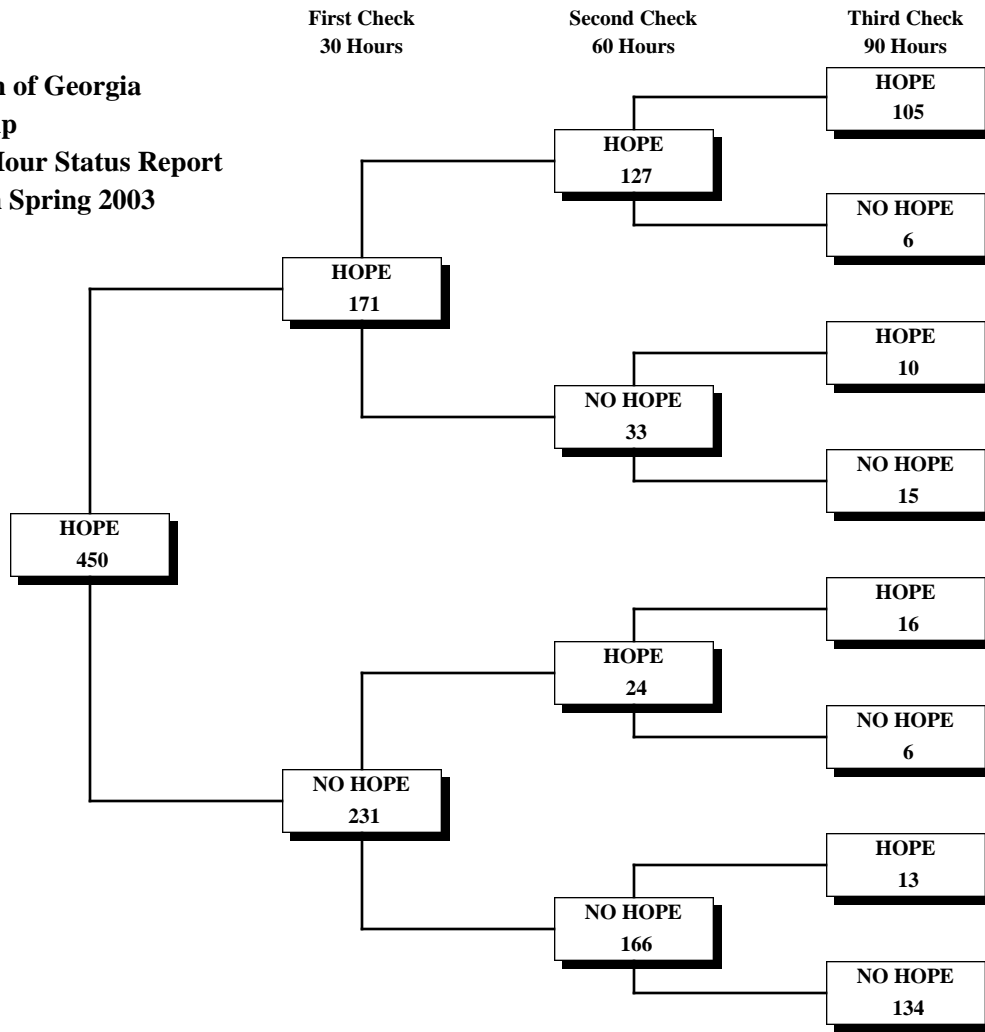 First Check
30 Hours
Second Check
60 Hours
Third Check
90 Hours
of Georgia
Hour Status Report
Spring 2003
HOPE
105
HOPE
127
NO HOPE
6
HOPE
171
HOPE
10
NO HOPE
33
NO HOPE
15
HOPE
450
HOPE
16
HOPE
24
NO HOPE
6
NO HOPE
231
HOPE
13
NO HOPE
166
NO HOPE
134